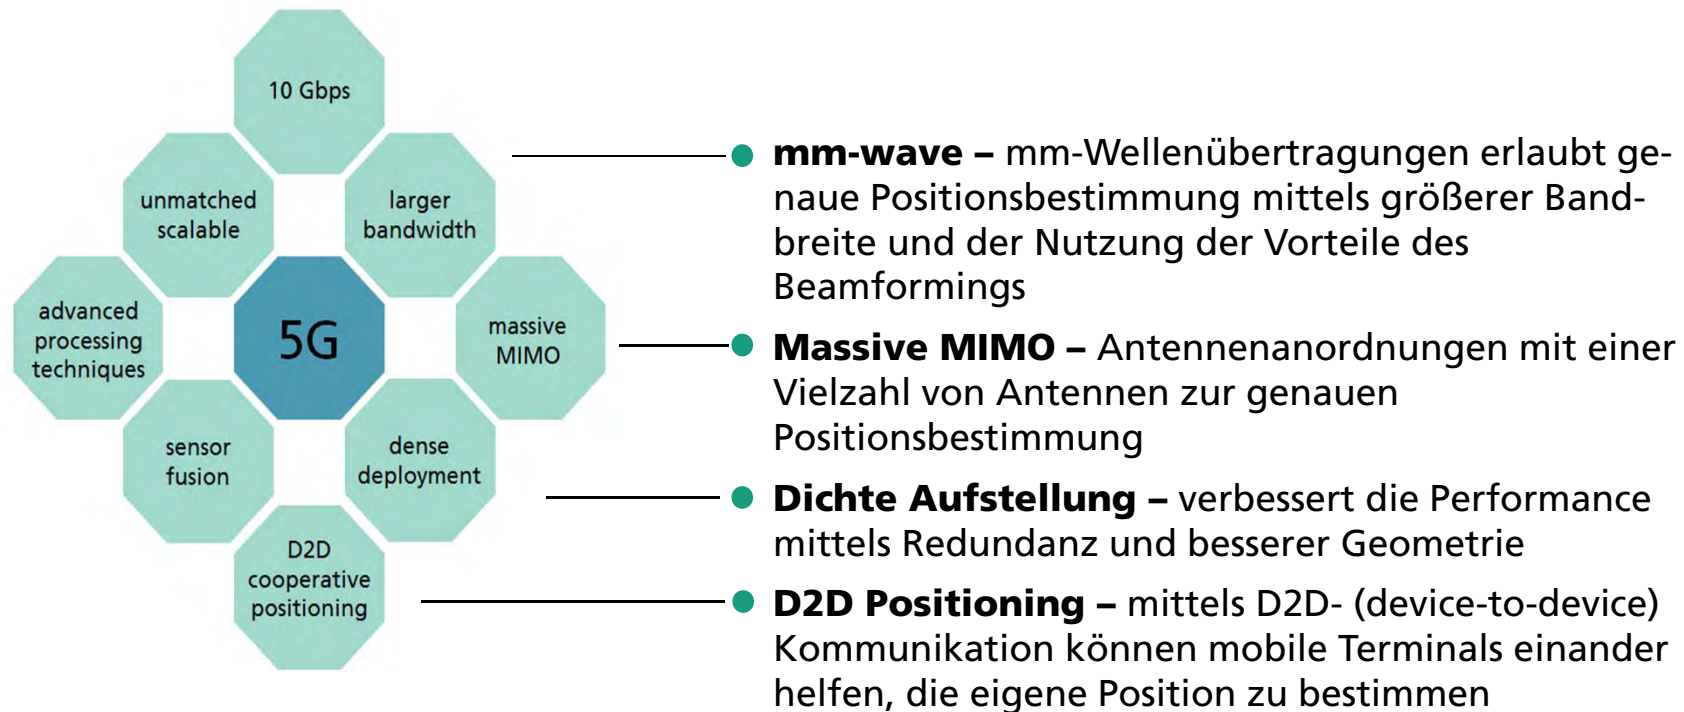 10 Gbps
unmatched
scalable
larger
bandwidth
advanced
processing
techniques
5G
massive
MIMO
sensor
fusion
dense
deployment
D2D
cooperative
positioning
mm-wave – mm-Wellenübertragungen erlaubt ge-
naue Positionsbestimmung mittels größerer Band-
breite und der Nutzung der Vorteile des
Beamformings
Massive MIMO – Antennenanordnungen mit einer
Vielzahl von Antennen zur genauen
Positionsbestimmung
Dichte Aufstellung – verbessert die Performance
mittels Redundanz und besserer Geometrie
D2D Positioning – mittels D2D- (device-to-device)
Kommunikation können mobile Terminals einander
helfen, die eigene Position zu bestimmen